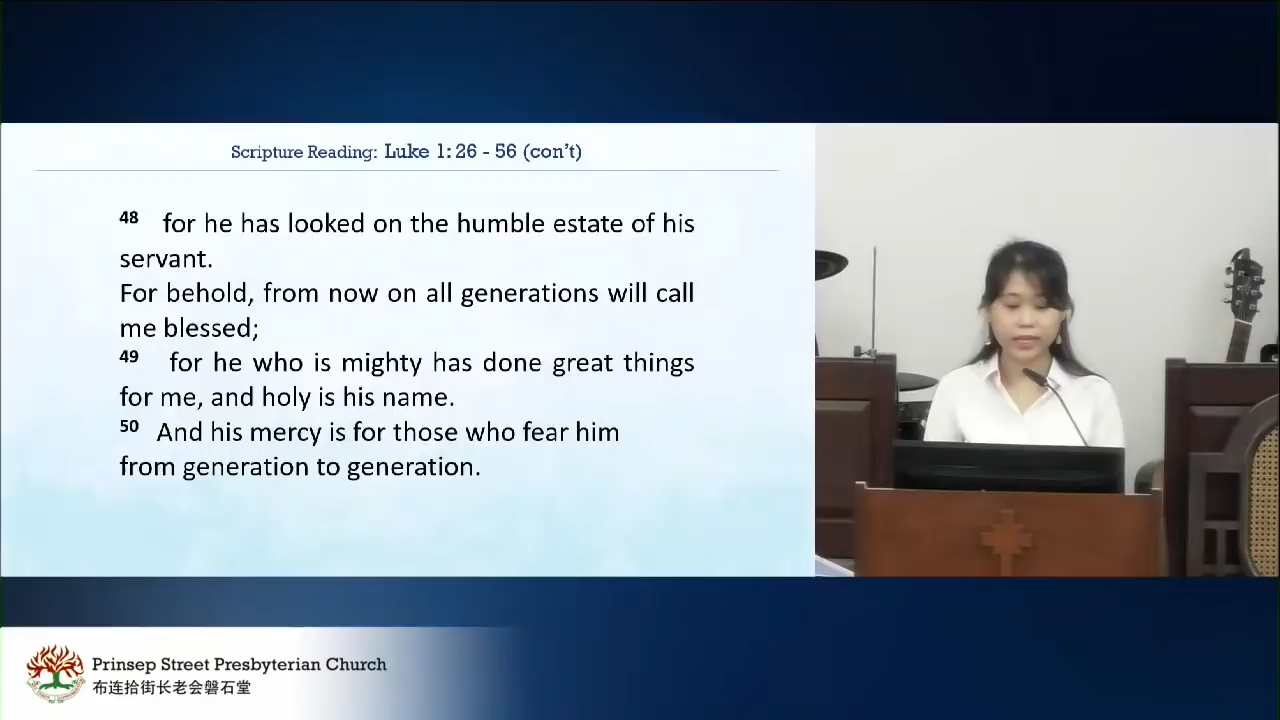 Scripture Reading: Luke 1: 26 - 56 (con't)
48 for he has looked on the humble estate of his
servant.
For behold, from now on all generations will call
me blessed;
49 for he who is mighty has done great things
for me, and holy is his name.
50 And his mercy is for those who fear him
from generation to generation.
Prinsep Street Presbyterian Church
布连拾街长老会磐石堂